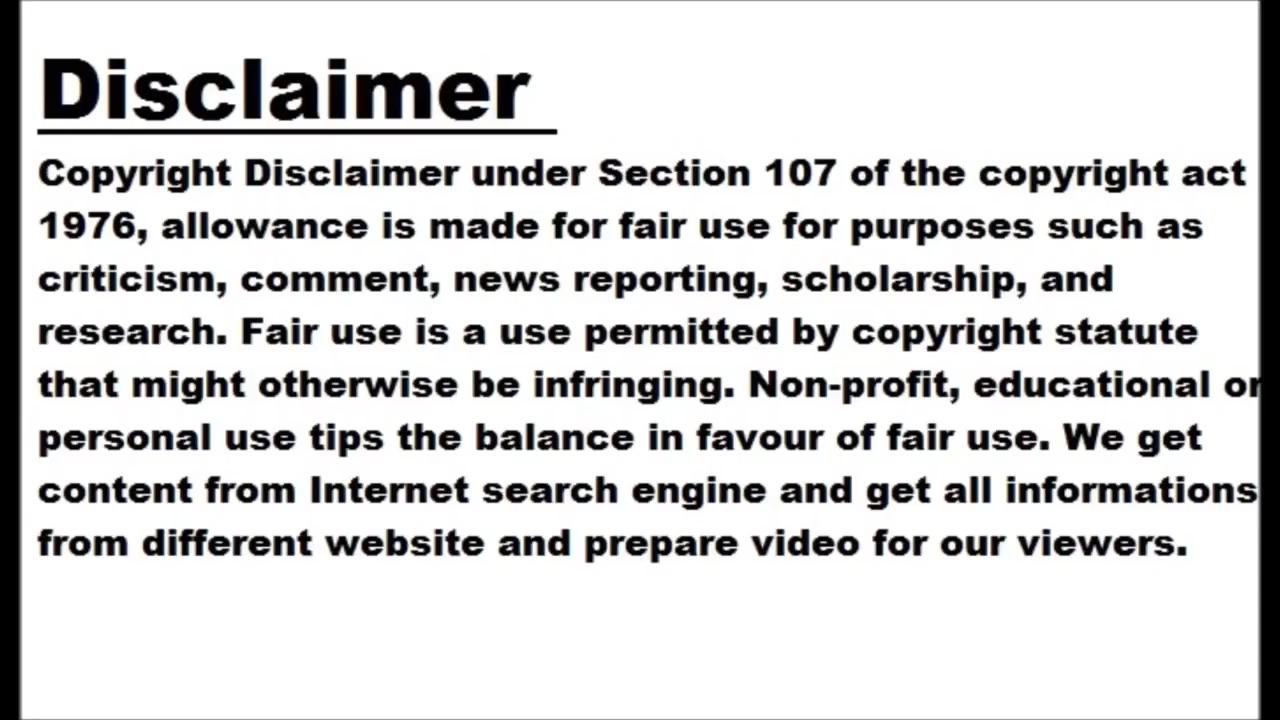 Disclaimer
Copyright Disclaimer under Section 107 of the copyright act
1976, allowance is made for fair use for purposes such as
criticism, comment, news reporting, scholarship, and
research. Fair use is a use permitted by copyright statute
that might otherwise be infringing. Non-profit, educational or
personal use tips the balance in favour of fair use. We get
content from Internet search engine and get all informations
from different website and prepare video for our viewers.